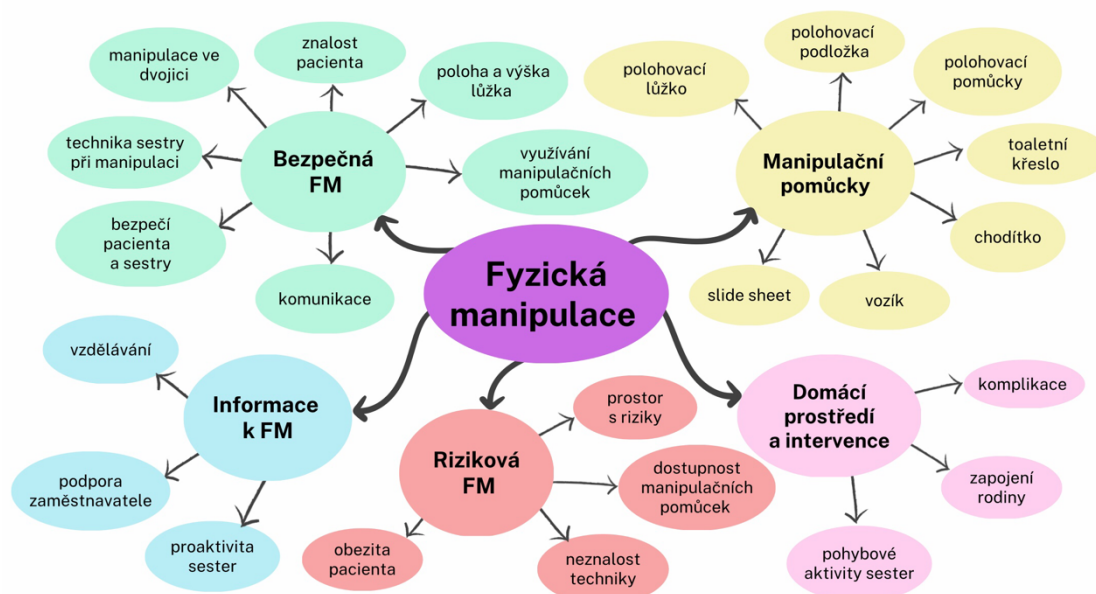 Fyzická
manipulace
Bezpečná
FM
manipulace ve
dvojici
znalost
pacienta
poloha a výška
lůžka
využívání
manipulačních
pomůcek
technika sestry
při manipulaci
bezpečí
pacienta
a sestry
komunikace
Manipulační
pomůcky
polohovací
lůžko
polohovací
podložka
polohovací
pomůcky
toaletní
křeslo
chodítko
vozík
slide sheet
Informace
k FM
vzdělávání
podpora
zaměstnavatele
proaktivita
sester
Riziková
FM
prostor
s riziky
dostupnost
manipulačních
pomůcek
neznalost
techniky
obezita
pacienta
Domácí
prostředí
a intervence
komplikace
zapojení
rodiny
pohybové
aktivity sester